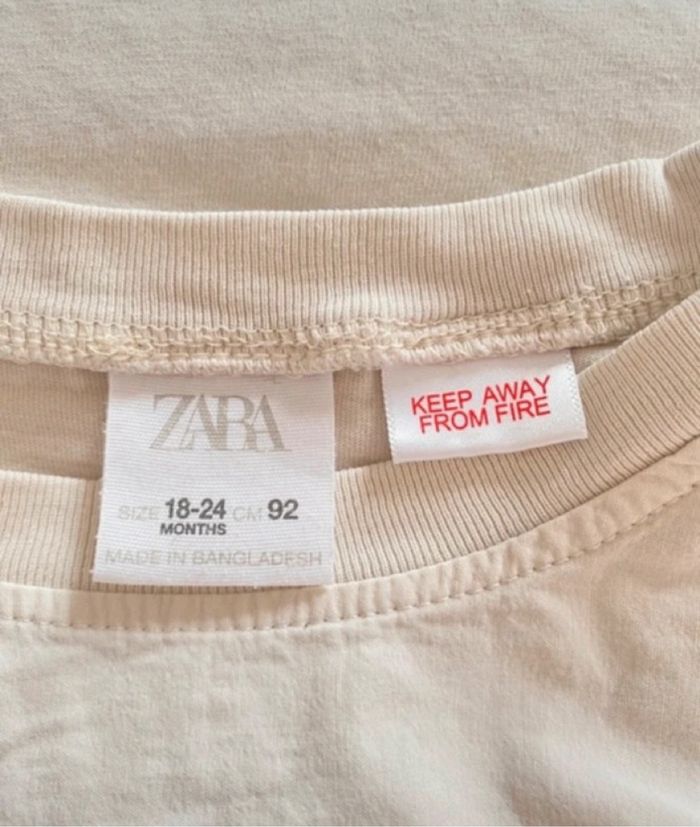 ZARA
SIZE 18-24 CM 92
MONTHS
MADE IN BANGLADESH
KEEP AWAY
FROM FIRE